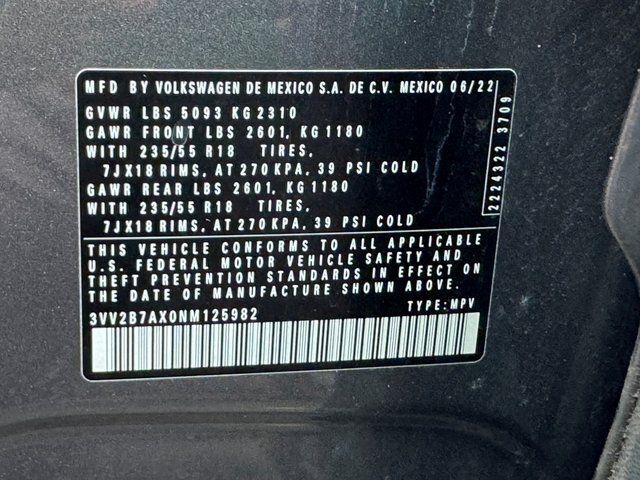 MFD BY VOLKSWAGEN DE MEXICO S.A. DE C.V. MEXICO 06/22
GVWR LBS 5093 KG 2310
GAWR FRONT LBS 2601, KG 1180
WITH 235/55 R18 TIRES,
7JX18 RIMS, AT 270 KPA, 39 PSI COLD
GAWR REAR LBS 2601, KG 1180
WITH 235/55 R18 TIRES,
7JX18 RIMS, AT 270 KPA, 39 PSI COLD
2224322 3709
THIS VEHICLE CONFORMS TO ALL APPLICABLE
U.S. FEDERAL MOTOR VEHICLE SAFETY AND
THEFT PREVENTION STANDARDS IN EFFECT ON
THE DATE OF MANUFACTURE SHOWN ABOVE.
3VV2B7AX0NM125982 TYPE: MPV